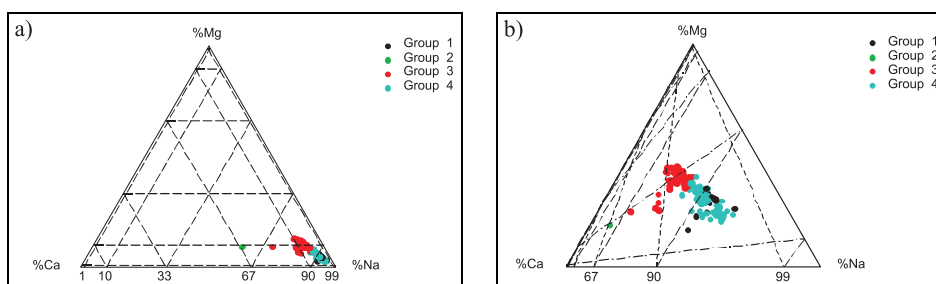 a)
%Mg
Group 1
Group 2
Group 3
Group 4
%Ca
%Na
1 10 33 67 90 99
b)
%Mg
Group 1
Group 2
Group 3
Group 4
%Ca
%Na
67 90 99